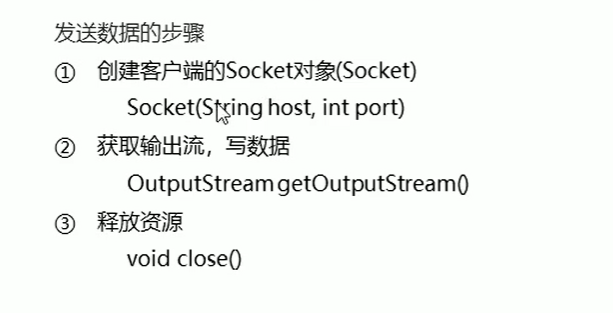 发送数据的步骤
① 创建客户端的Socket对象(Socket)
Socket(String host, int port)
② 获取输出流，写数据
OutputStream getOutputStream()
③ 释放资源
void close()